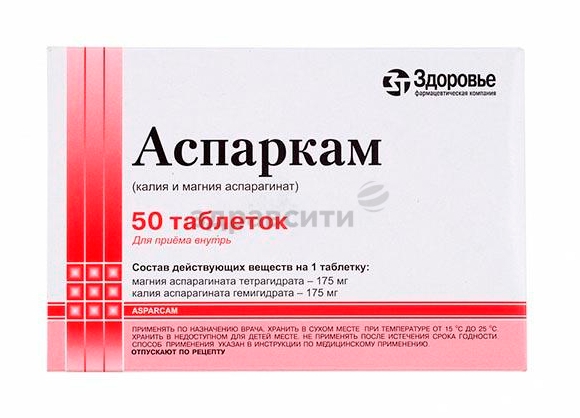 ЗТ Здоровье
фармацевтическая компания
Аспаркам
(калия и магния аспарагинат)
здравсити
50 таблеток
Для приёма внутрь
Состав действующих веществ на 1 таблетку:
магния аспарагината тетрагидрата – 175 мг
калия аспарагината гемигидрата – 175 мг
ASPARCAM
ПРИМЕНЯТЬ ПО НАЗНАЧЕНИЮ ВРАЧА. ХРАНИТЬ В СУХОМ МЕСТЕ ПРИ ТЕМПЕРАТУРЕ ОТ 15 °С ДО 25 °С.
ХРАНИТЬ В НЕДОСТУПНОМ ДЛЯ ДЕТЕЙ МЕСТЕ. НЕ ПРИМЕНЯТЬ ПОСЛЕ ИСТЕЧЕНИЯ СРОКА ГОДНОСТИ.
СПОСОБ ПРИМЕНЕНИЯ УКАЗАН В ИНСТРУКЦИИ ПО МЕДИЦИНСКОМУ ПРИМЕНЕНИЮ.
ОТПУСКАЮТ ПО РЕЦЕПТУ